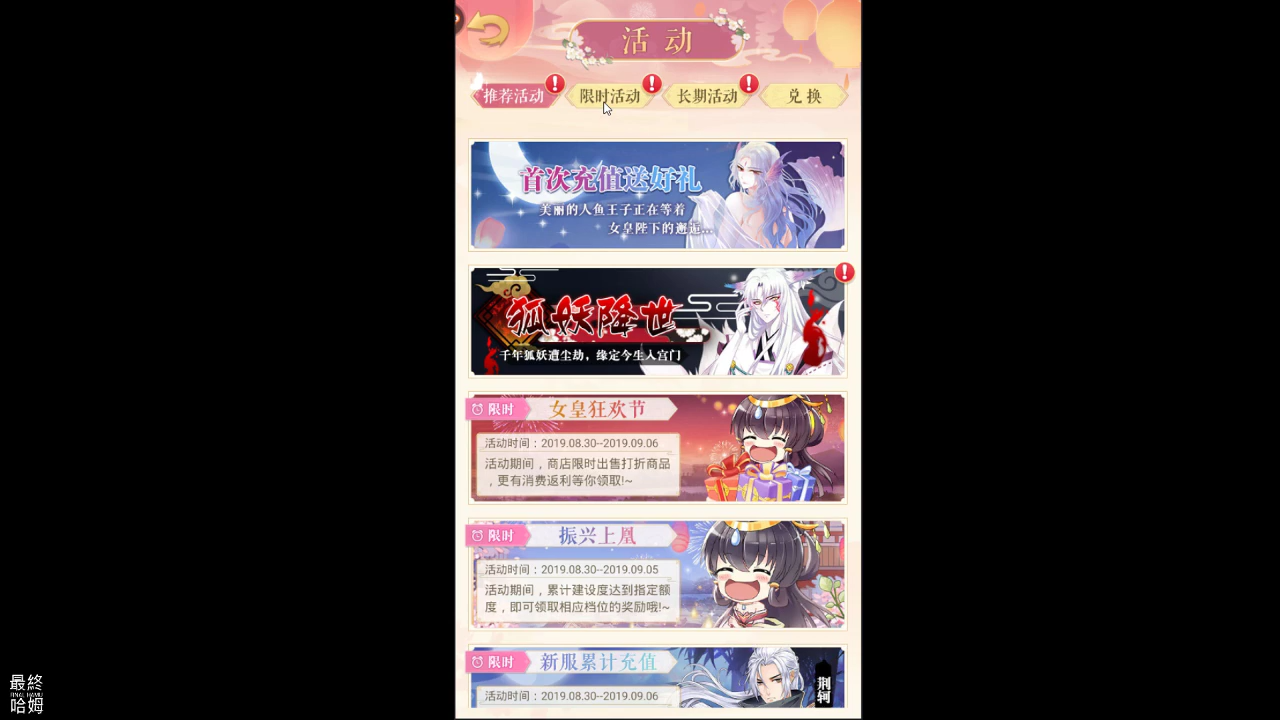 活动
推荐活动
限时活动
长期活动
兑换
首次充值送好礼
美丽的人鱼王子正在等着
女皇陛下的邂逅...
狐妖降世
千年狐妖遭尘劫，缘定今生入宫门
限时
女皇狂欢节
活动时间：2019.08.30--2019.09.06
活动期间，商店限时出售打折商品
，更有消费返利等你领取!~
限时
振兴上凰
活动时间：2019.08.30--2019.09.05
活动期间，累计建设度达到指定额
度，即可领取相应档位的奖励哦!~
限时
新服累计充值
荆轲
活动时间：2019.08.30--2019.09.06
最終
哈姆